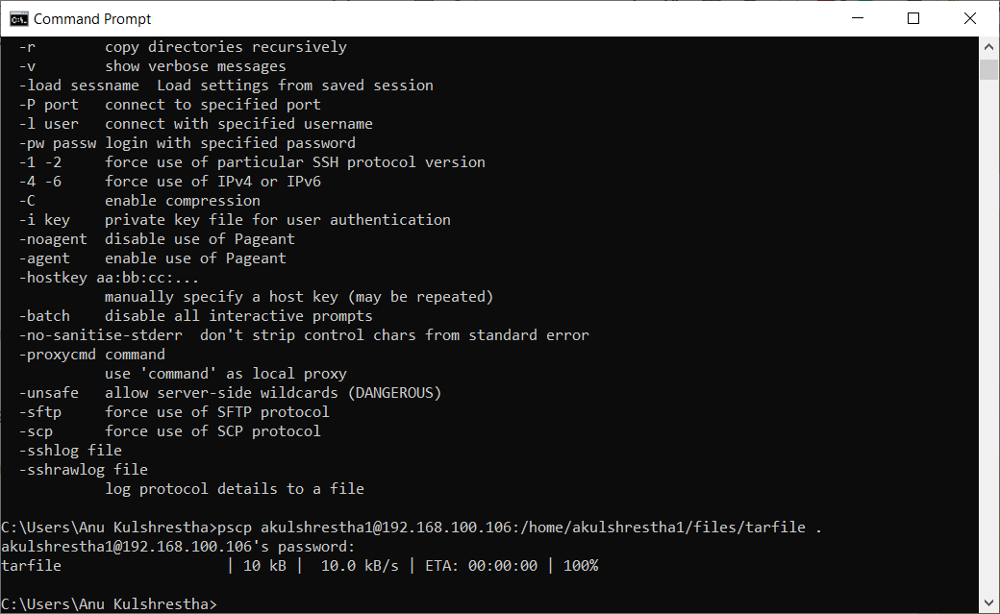 Command Prompt
-r        copy directories recursively
-v        show verbose messages
-load sessname  Load settings from saved session
-P port   connect to specified port
-l user   connect with specified username
-pw passw login with specified password
-1 -2     force use of particular SSH protocol version
-4 -6     force use of IPv4 or IPv6
-C        enable compression
-i key    private key file for user authentication
-noagent  disable use of Pageant
-agent    enable use of Pageant
-hostkey aa:bb:cc:...
manually specify a host key (may be repeated)
-batch    disable all interactive prompts
-no-sanitise-stderr  don't strip control chars from standard error
-proxycmd command
use 'command' as local proxy
-unsafe   allow server-side wildcards (DANGEROUS)
-sftp     force use of SFTP protocol
-scp      force use of SCP protocol
-sshlog file
-sshrawlog file
log protocol details to a file
C:\Users\Anu Kulshrestha>pscp akulshrestha1@192.168.100.106:/home/akulshrestha1/files/tarfile .
akulshrestha1@192.168.100.106's password:
tarfile                   | 10 kB |  10.0 kB/s | ETA: 00:00:00 | 100%
C:\Users\Anu Kulshrestha>